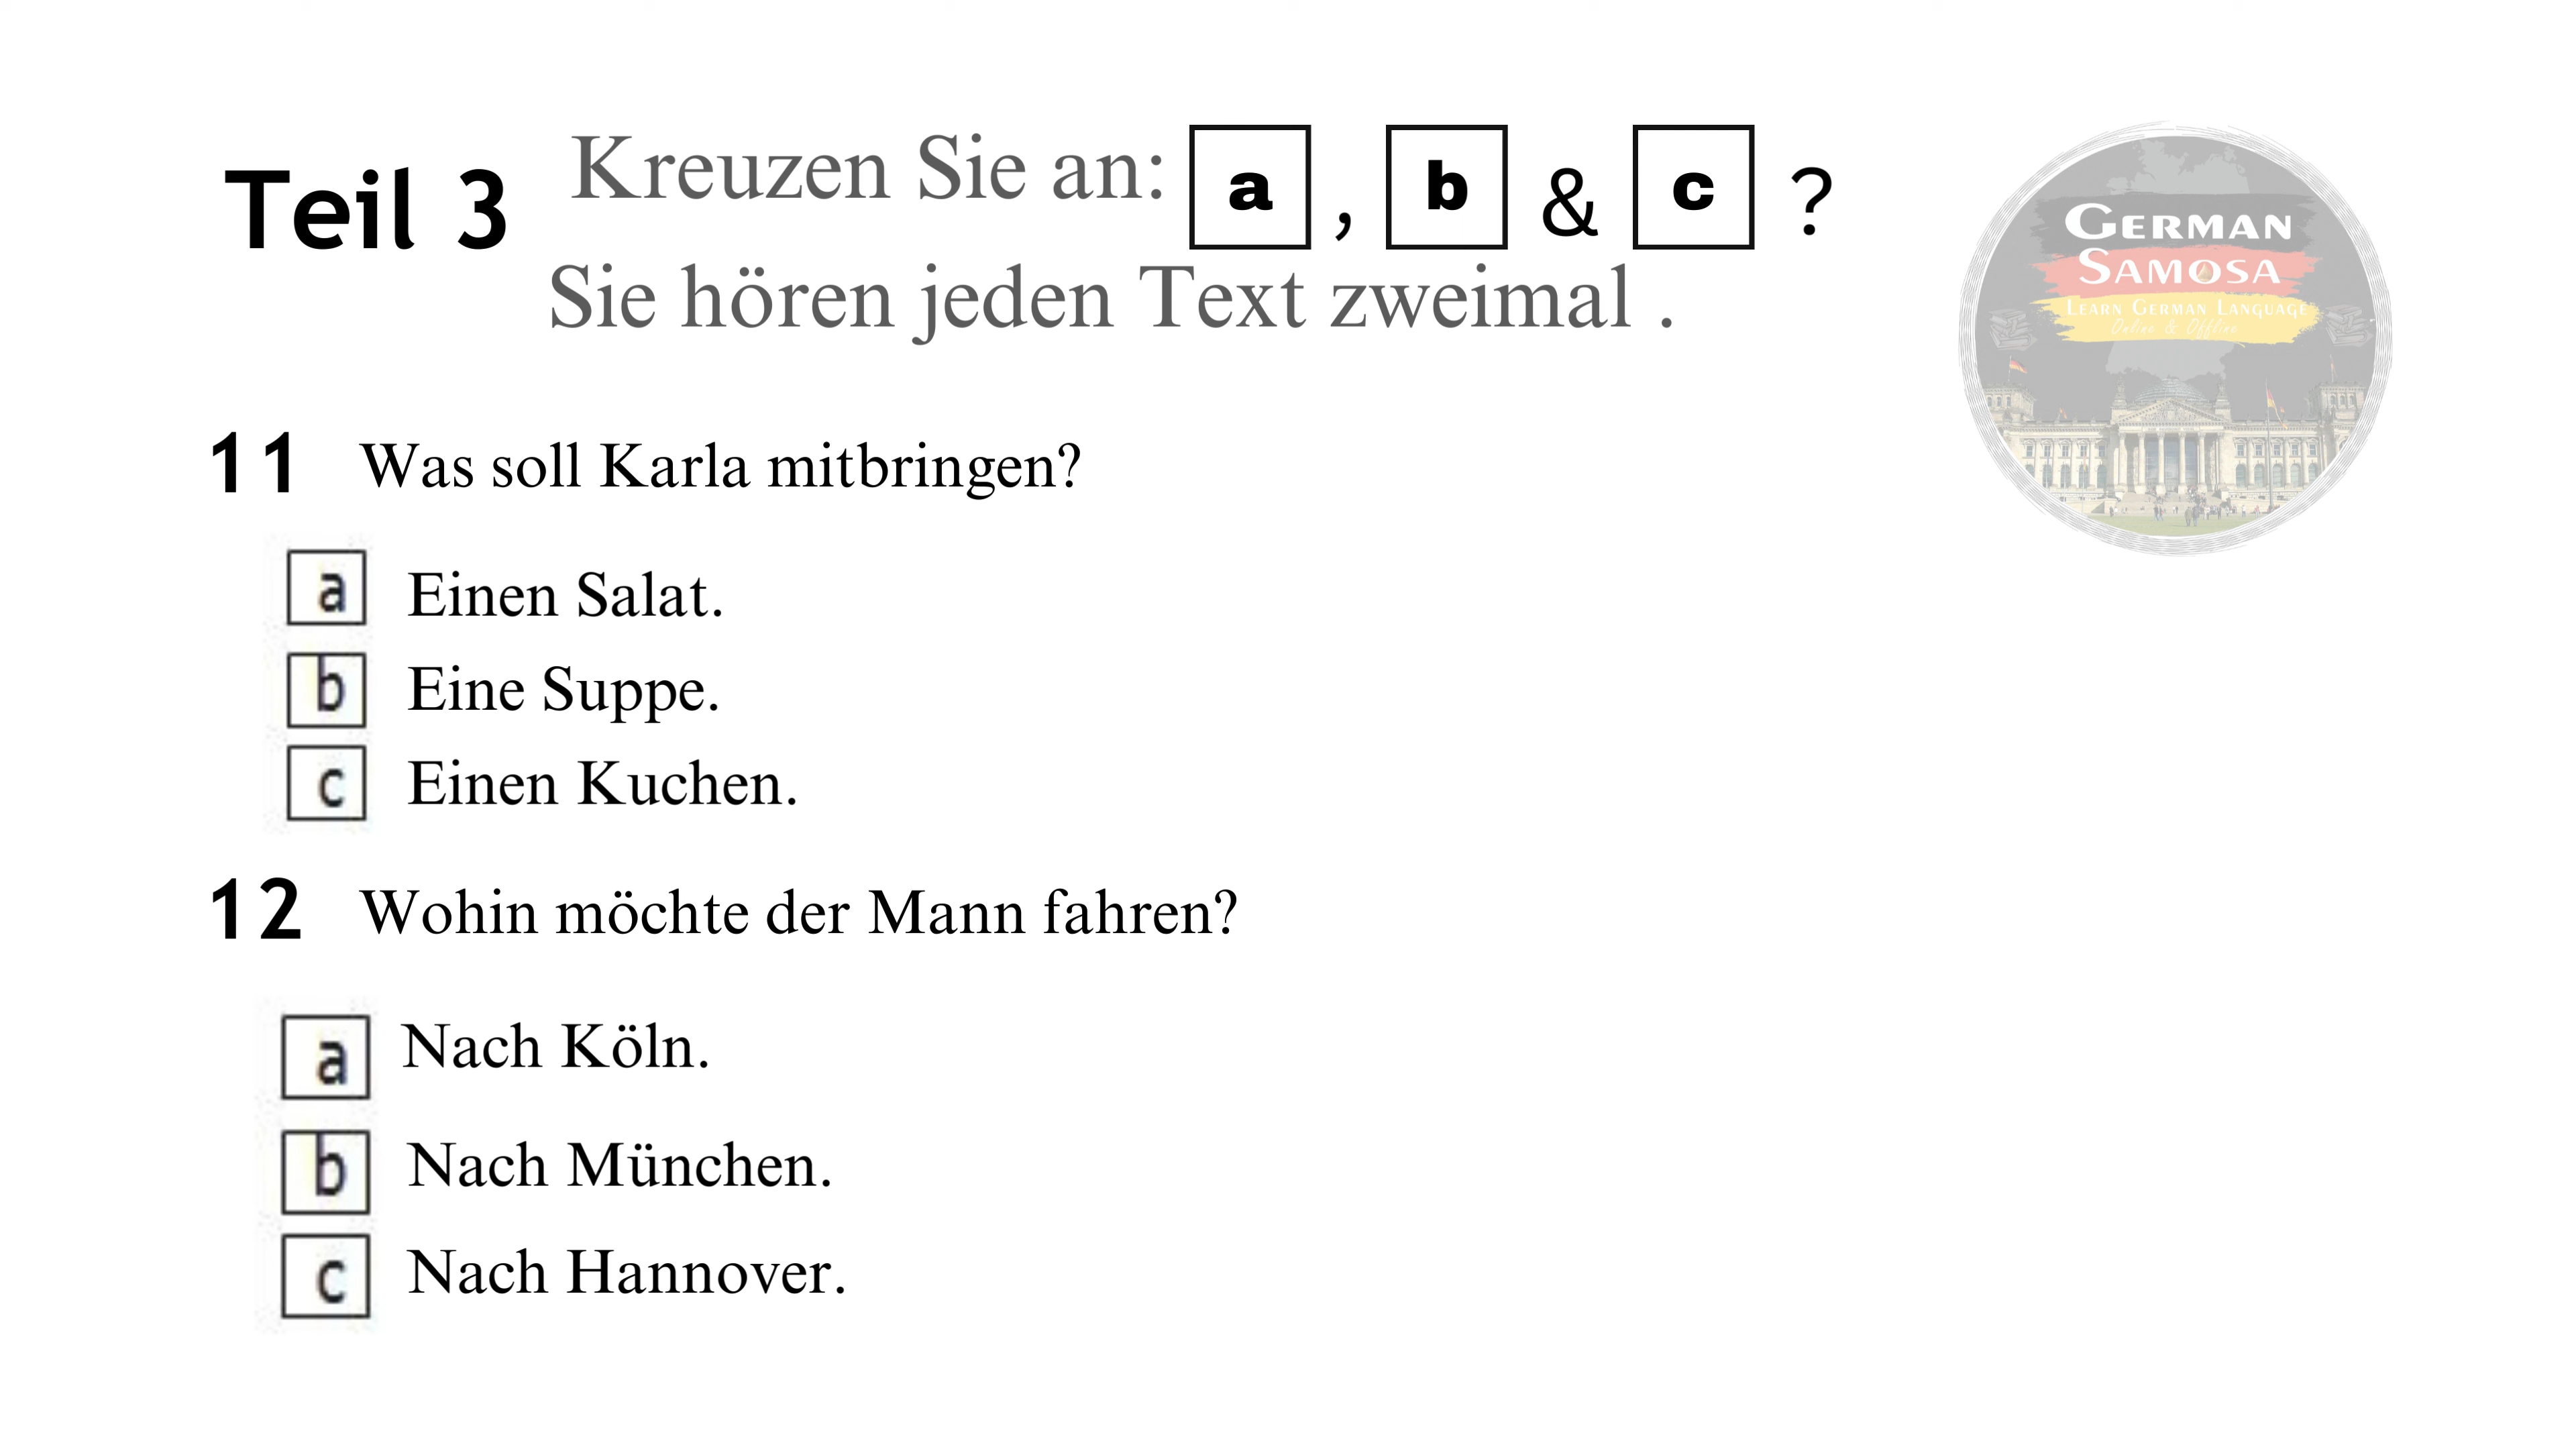 Teil 3 Kreuzen Sie an: a , b & c ?
Sie hören jeden Text zweimal .
GERMAN
SAMOSA
LEARN GERMAN LANGUAGE
Online & Offline
11 Was soll Karla mitbringen?
a Einen Salat.
b Eine Suppe.
c Einen Kuchen.
12 Wohin möchte der Mann fahren?
a Nach Köln.
b Nach München.
c Nach Hannover.